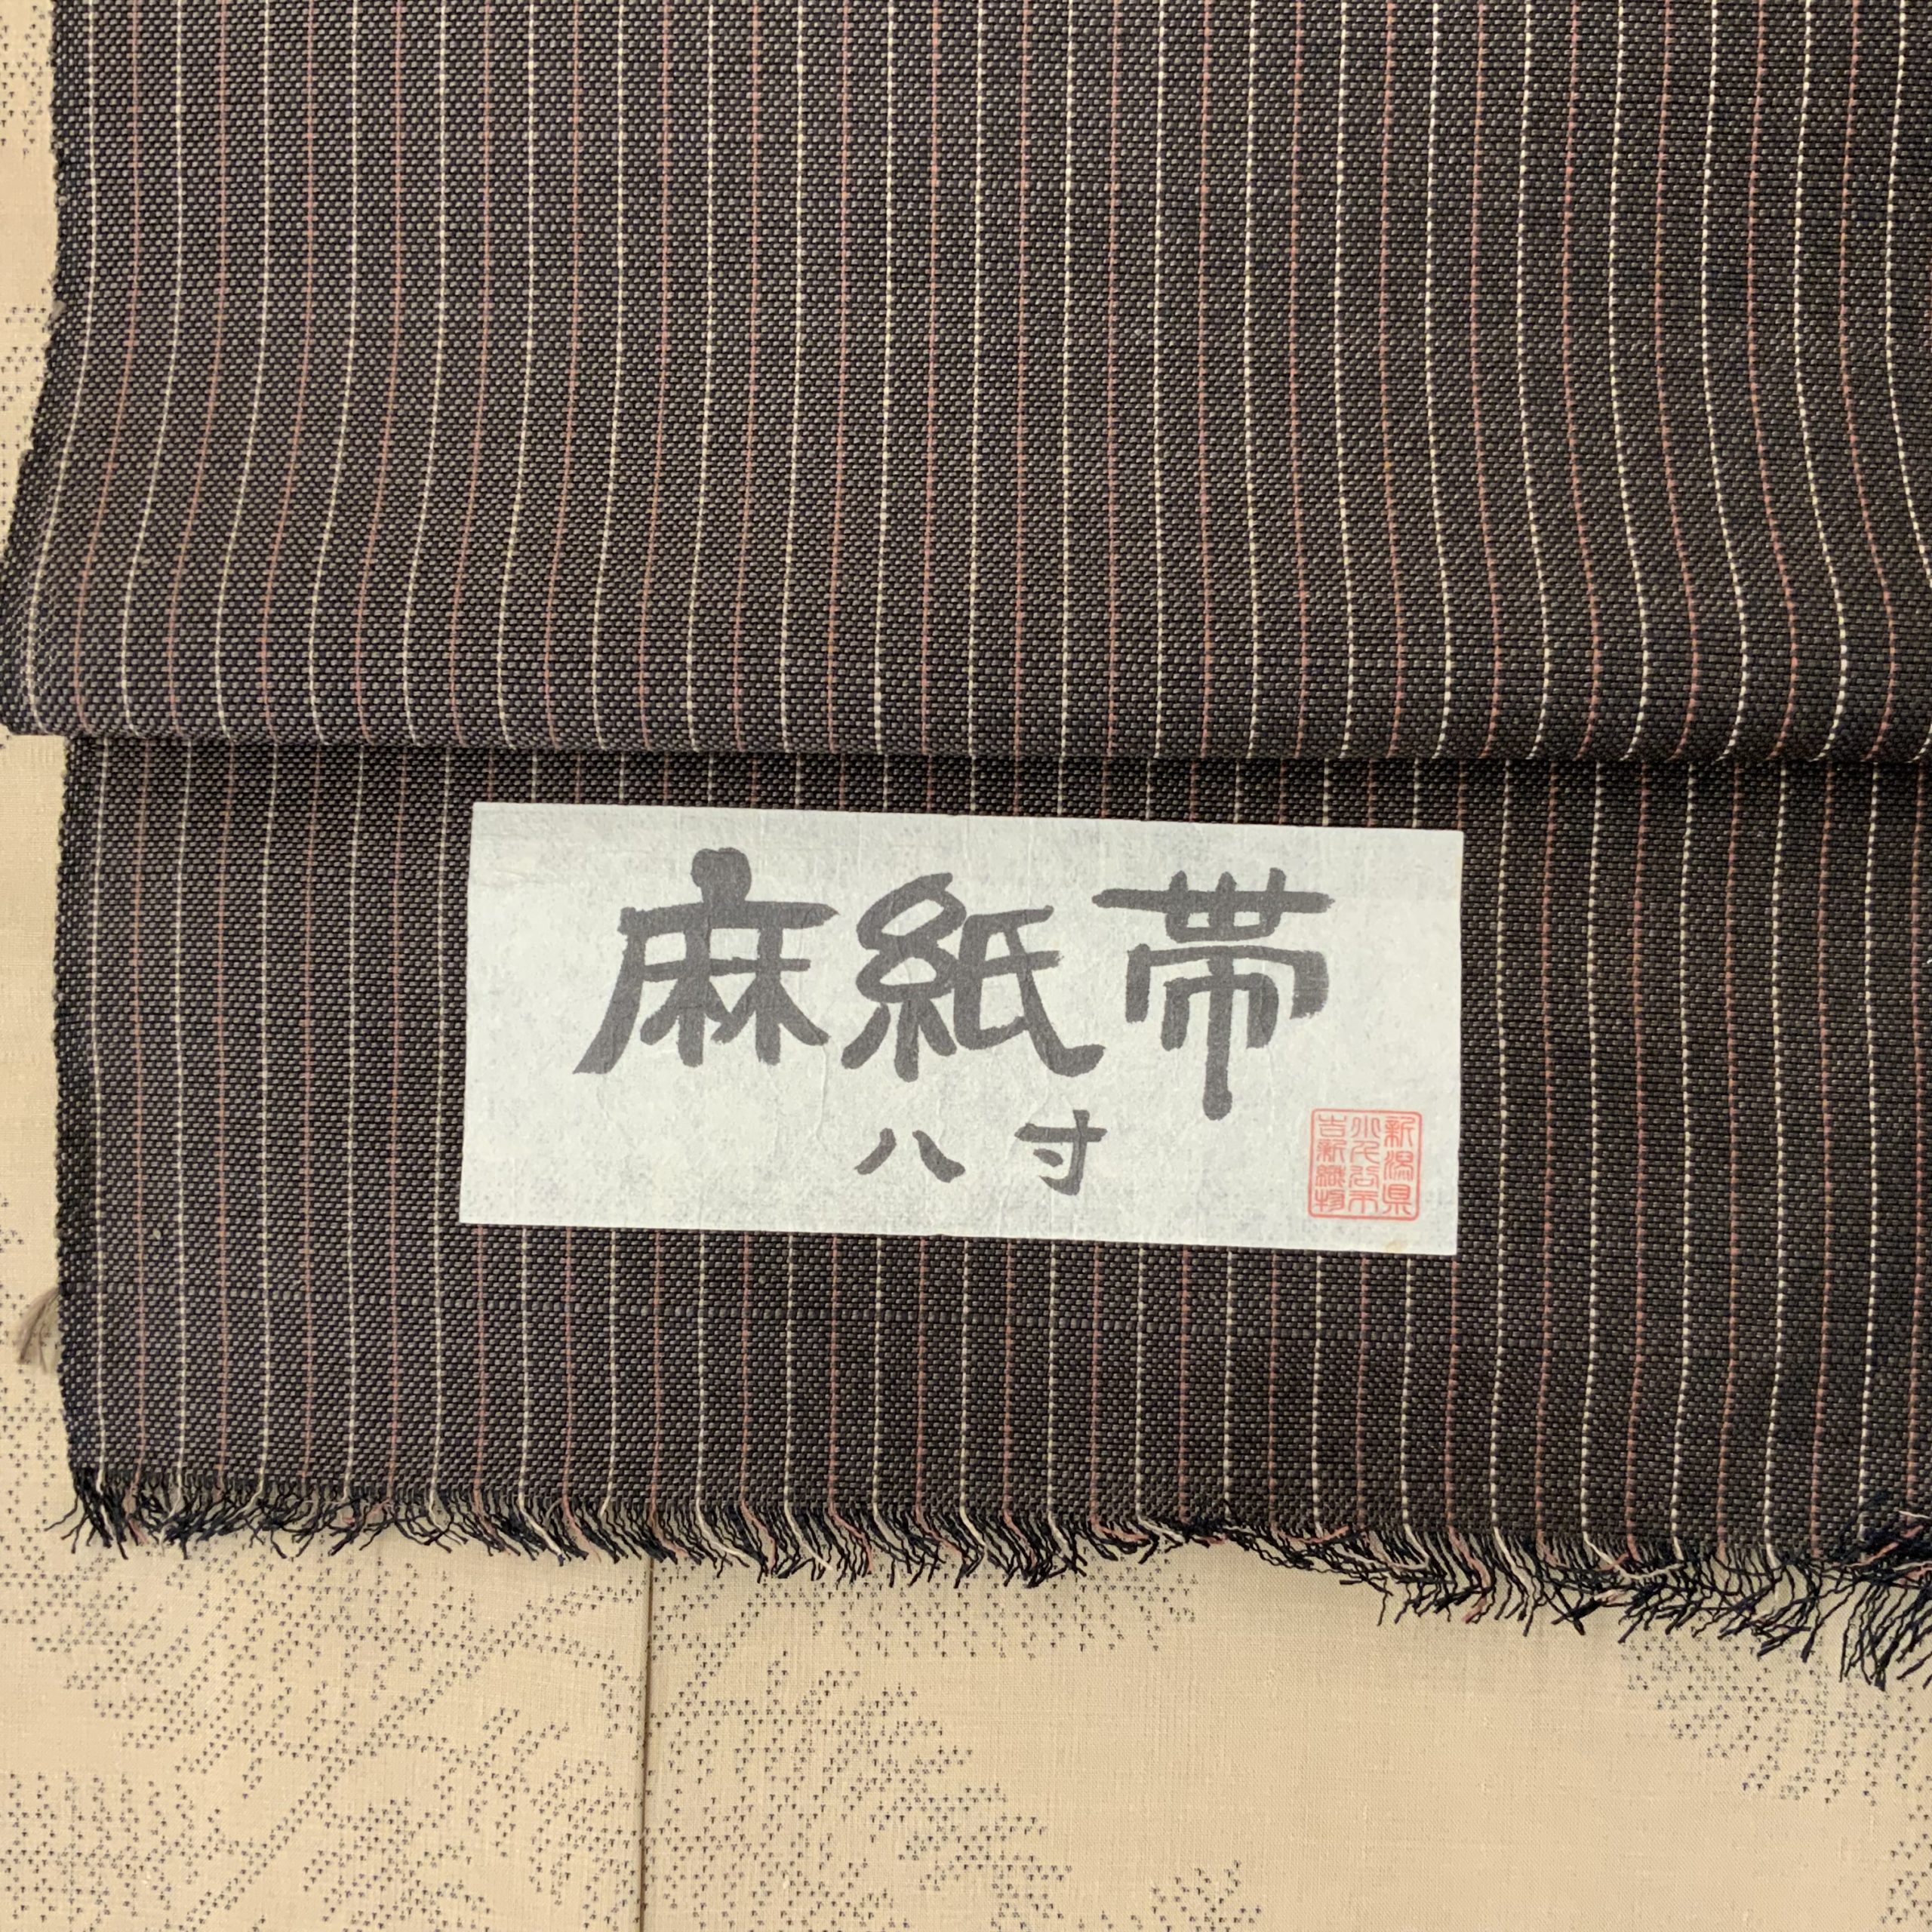 麻紙帯
八寸
新潟県
小千谷市
吉新織物